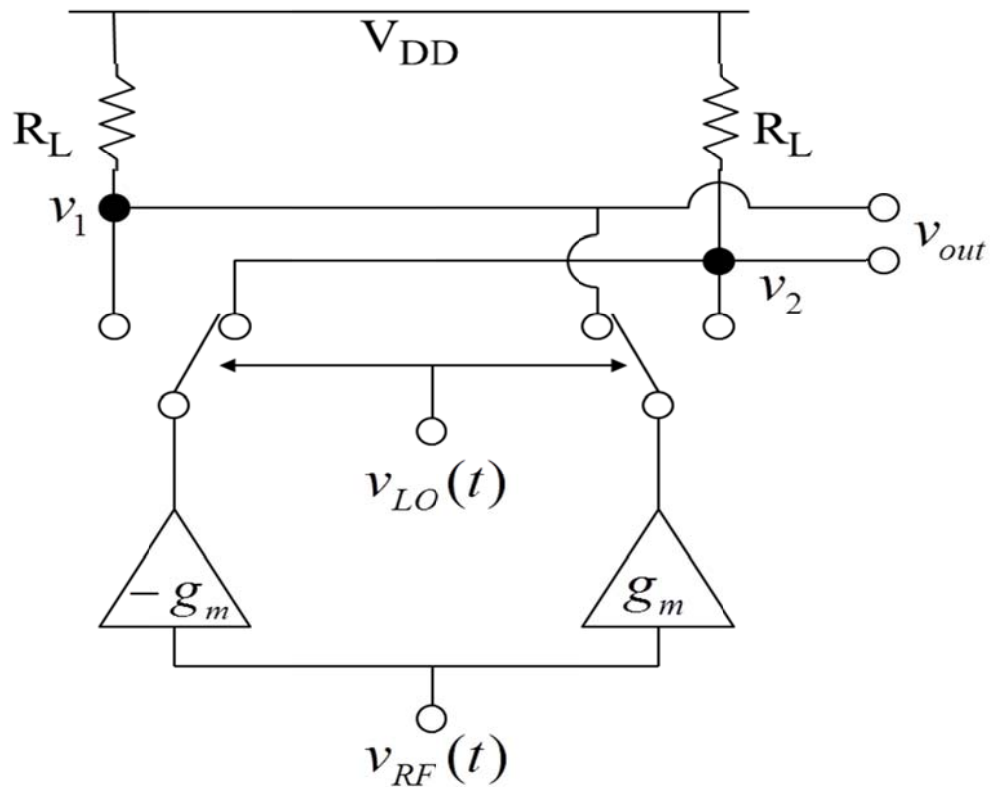 V_DD
R_L R_L
v_1
v_out
v_2
v_LO(t)
-g_m g_m
v_RF(t)